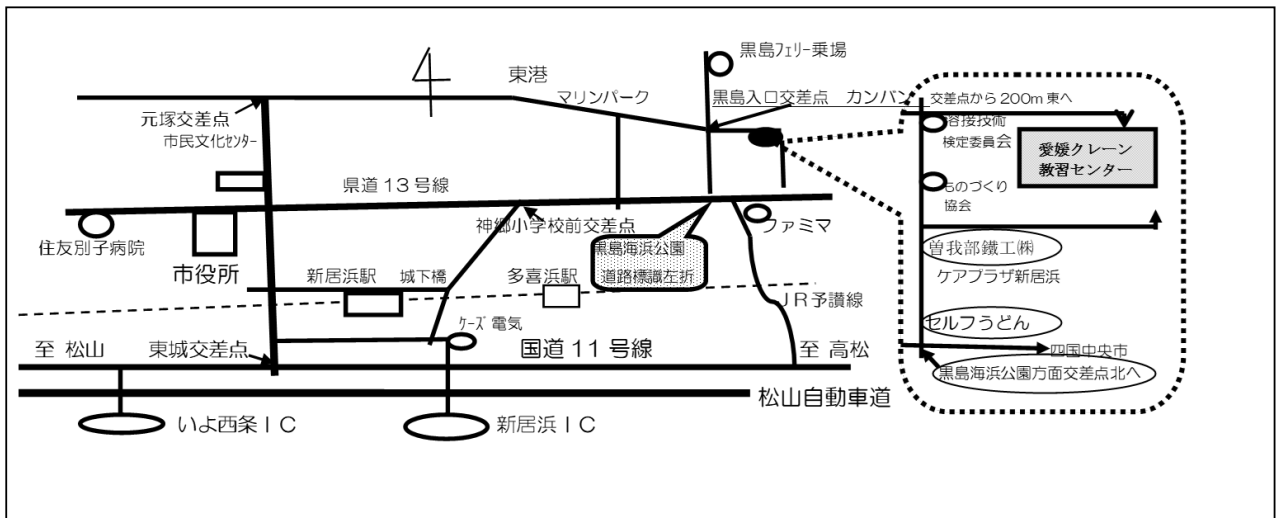 4
東港
黒島フェリー乗場
マリンパーク
黒島入口交差点 カンバン
交差点から200m東へ
元塚交差点
市民文化センター
溶接技術
検定委員会
愛媛クレーン
教習センター
県道13号線
ものづくり
協会
住友別子病院
市役所
神郷小学校前交差点
黒島海浜公園
道路標識左折
ファミマ
曽我部鐵工㈱
ケアプラザ新居浜
新居浜駅
城下橋
多喜浜駅
JR予讃線
ケーズ電気
セルフうどん
至 松山
東城交差点
国道11号線
至 高松
四国中央市
黒島海浜公園方面交差点北へ
松山自動車道
いよ西条IC
新居浜IC